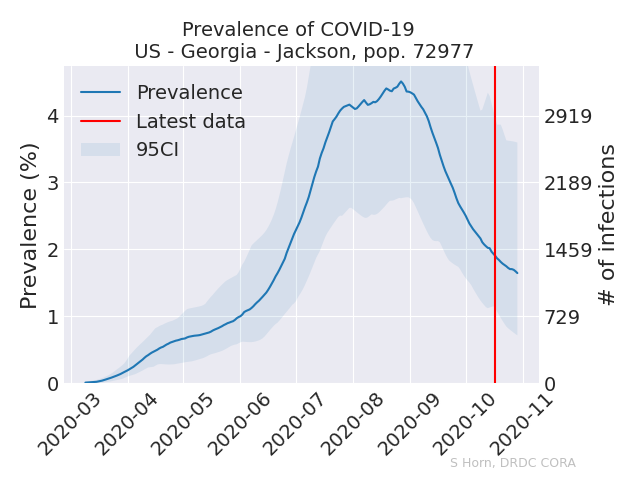 Prevalence of COVID-19
US - Georgia - Jackson, pop. 72977
Prevalence
Latest data
95CI
Prevalence (%)
4
3
2
1
0
2919
2189
1459
729
0
# of infections
2020-03
2020-04
2020-05
2020-06
2020-07
2020-08
2020-09
2020-10
2020-11
S Horn, DRDC CORA